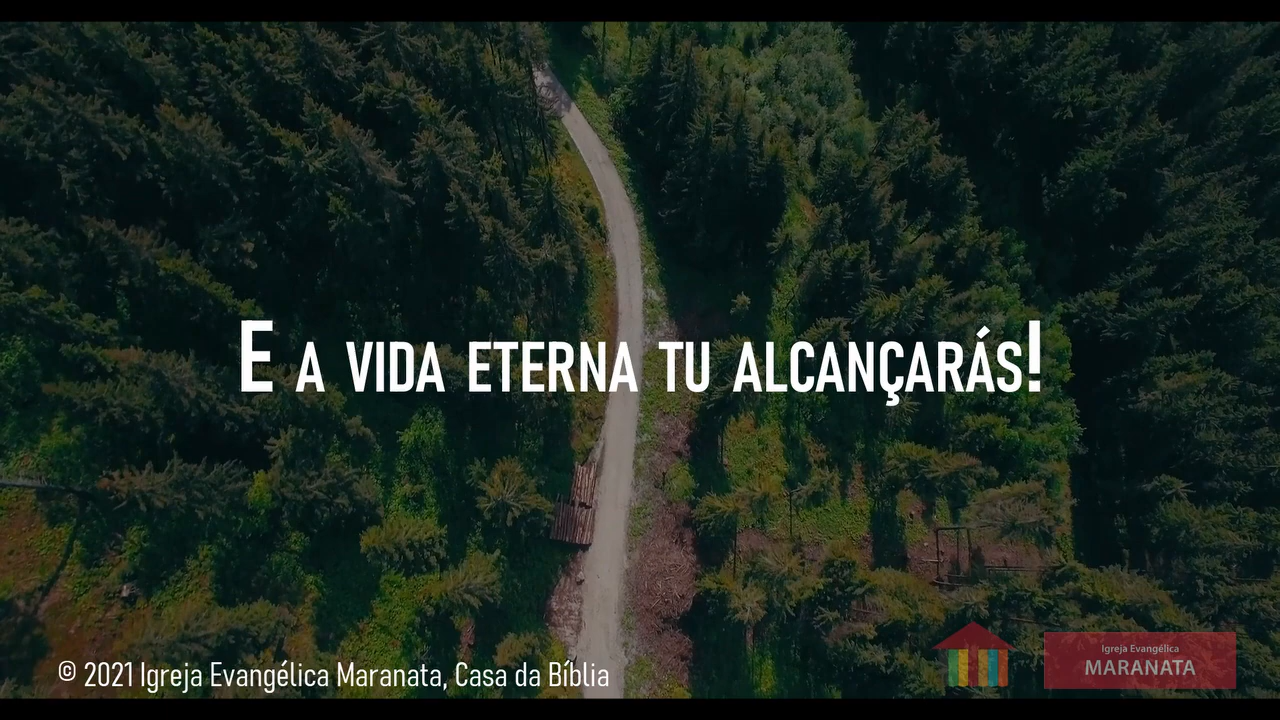 E A VIDA ETERNA TU ALCANÇARÁS!
© 2021 Igreja Evangélica Maranata, Casa da Bíblia
Igreja Evangélica
MARANATA